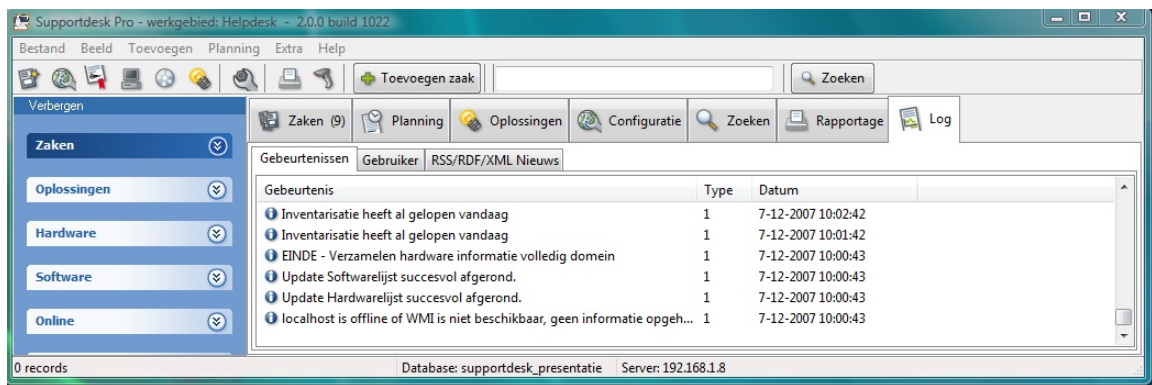 Supportdesk Pro - werkgebied: Helpdesk - 2.0.0 build 1022
Bestand Beeld Toevoegen Planning Extra Help
Toevoegen zaak Zoeken
Verbergen
Zaken
Oplossingen
Hardware
Software
Online
Zaken (9) Planning Oplossingen Configuratie Zoeken Rapportage Log
Gebeurtenissen Gebruiker RSS/RDF/XML Nieuws
Gebeurtenis Type Datum
Inventarisatie heeft al gelopen vandaag 1 7-12-2007 10:02:42
Inventarisatie heeft al gelopen vandaag 1 7-12-2007 10:01:42
EINDE - Verzamelen hardware informatie volledig domein 1 7-12-2007 10:00:43
Update Softwarelijst succesvol afgerond. 1 7-12-2007 10:00:43
Update Hardwarelijst succesvol afgerond. 1 7-12-2007 10:00:43
localhost is offline of WMI is niet beschikbaar, geen informatie opgeh... 1 7-12-2007 10:00:43
0 records Database: supportdesk_presentatie Server: 192.168.1.8